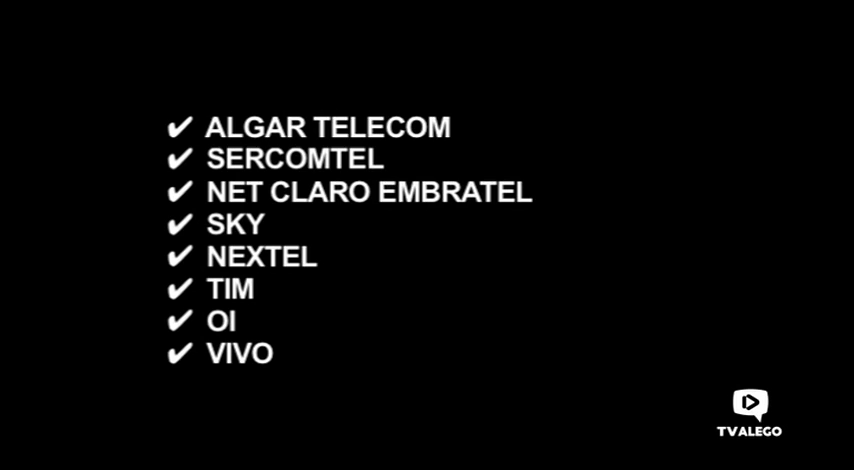 ✔ ALGAR TELECOM
✔ SERCOMTEL
✔ NET CLARO EMBRATEL
✔ SKY
✔ NEXTEL
✔ TIM
✔ OI
✔ VIVO
TVALEGO